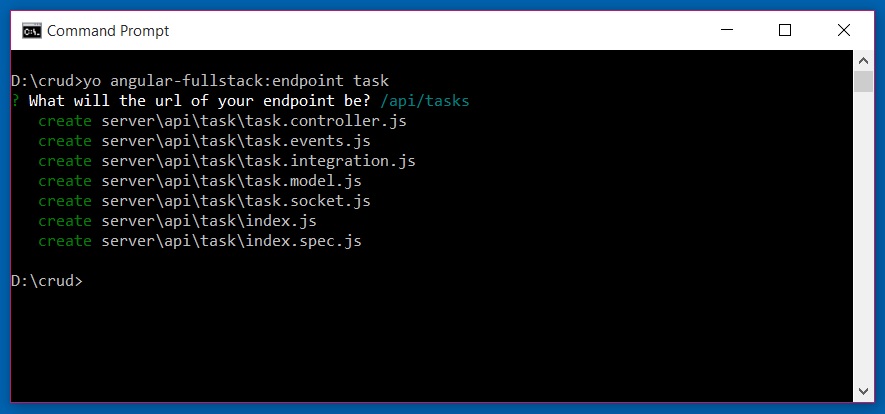 Command Prompt
D:\crud>yo angular-fullstack:endpoint task
? What will the url of your endpoint be? /api/tasks
create server\api\task\task.controller.js
create server\api\task\task.events.js
create server\api\task\task.integration.js
create server\api\task\task.model.js
create server\api\task\task.socket.js
create server\api\task\index.js
create server\api\task\index.spec.js
D:\crud>